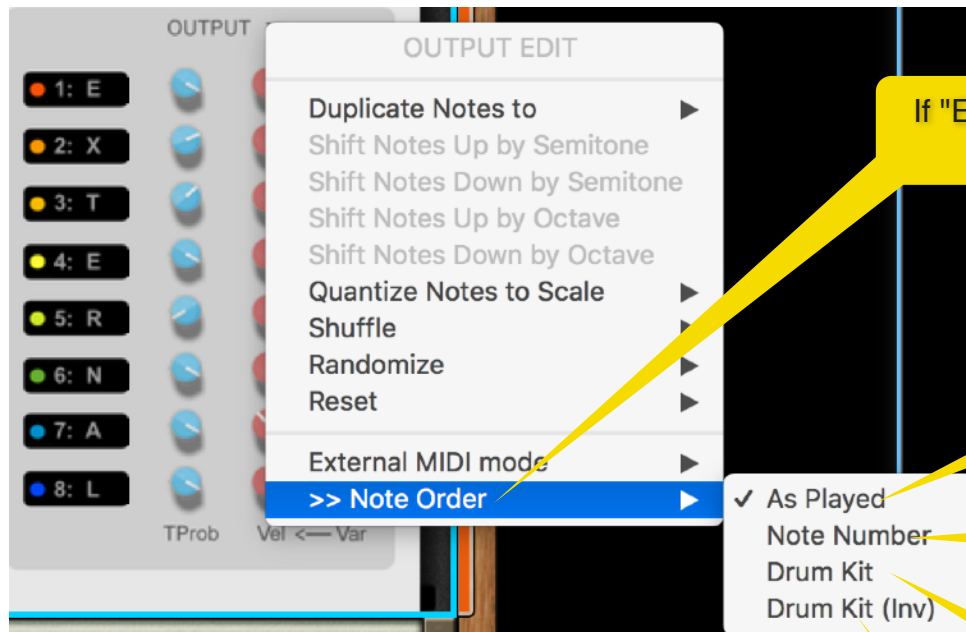 OUTPUT
1: E
2: X
3: T
4: E
5: R
6: N
7: A
8: L
TProb
Vel <— Var
OUTPUT EDIT
Duplicate Notes to
Shift Notes Up by Semitone
Shift Notes Down by Semitone
Shift Notes Up by Octave
Shift Notes Down by Octave
Quantize Notes to Scale
Shuffle
Randomize
Reset
External MIDI mode
>> Note Order
As Played
Note Number
Drum Kit
Drum Kit (Inv)
If "E